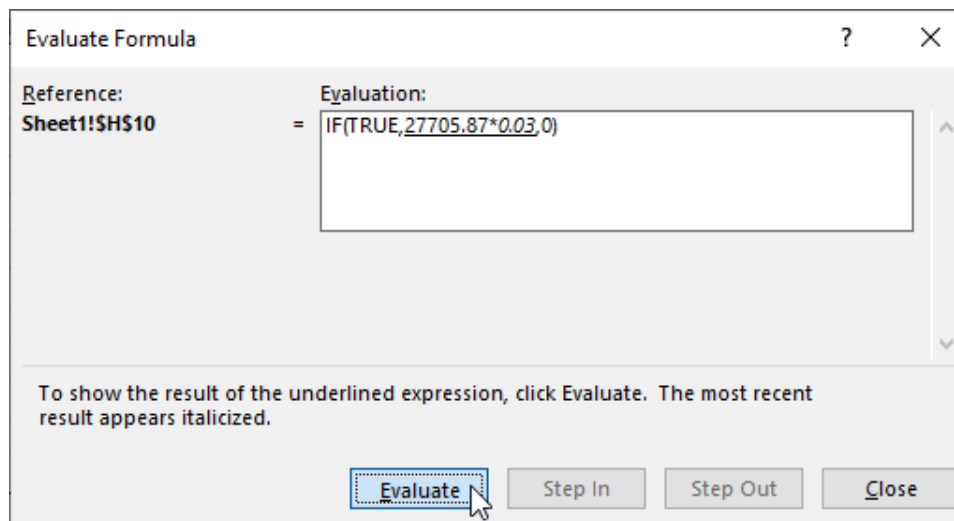 Evaluate Formula ?
Reference: Evaluation:
Sheet1!$H$10 = IF(TRUE,27705.87*0.03,0)
To show the result of the underlined expression, click Evaluate. The most recent
result appears italicized.
Evaluate Step In Step Out Close